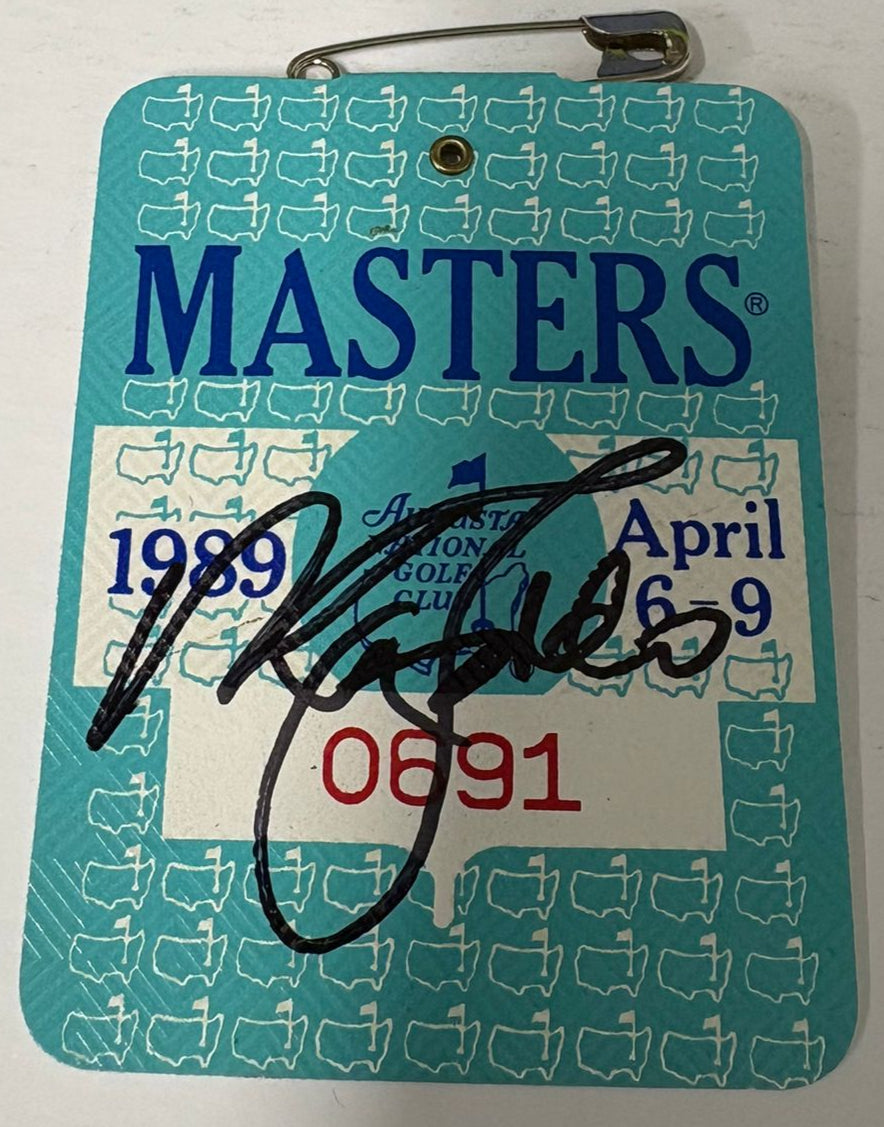 MASTERS®
1989
AUGUSTA
NATIONAL
GOLF
CLUB
April
6-9
0691